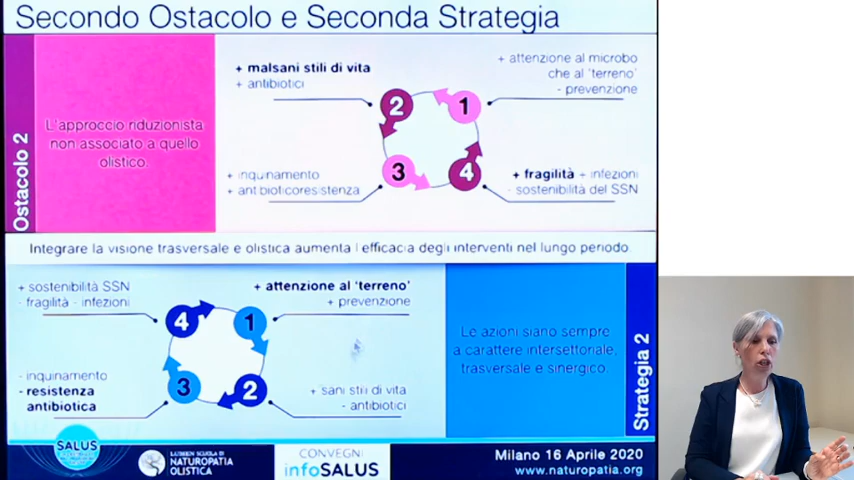 Secondo Ostacolo e Seconda Strategia
Ostacolo 2
L'approccio riduzionista
non associato a quello
olistico.
+ malsani stili di vita
+ antibiotici
+ attenzione al microbo
che al 'terreno'
- prevenzione
2
1
3
4
+ inquinamento
+ antibioticoresistenza
+ fragilità + infezioni
- sostenibilità del SSN
Integrare la visione trasversale e olistica aumenta l'efficacia degli interventi nel lungo periodo.
+ sostenibilità SSN
- fragilità - infezioni
+ attenzione al 'terreno'
+ prevenzione
4
1
3
2
- inquinamento
- resistenza
antibiotica
+ sani stili di vita
- antibiotici
Le azioni siano sempre
a carattere intersettoriale,
trasversale e sinergico.
Strategia 2
SALUS
NATUROPATIA
OLISTICA
CONVEGNI
infoSALUS
Milano 16 Aprile 2020
www.naturopatia.org